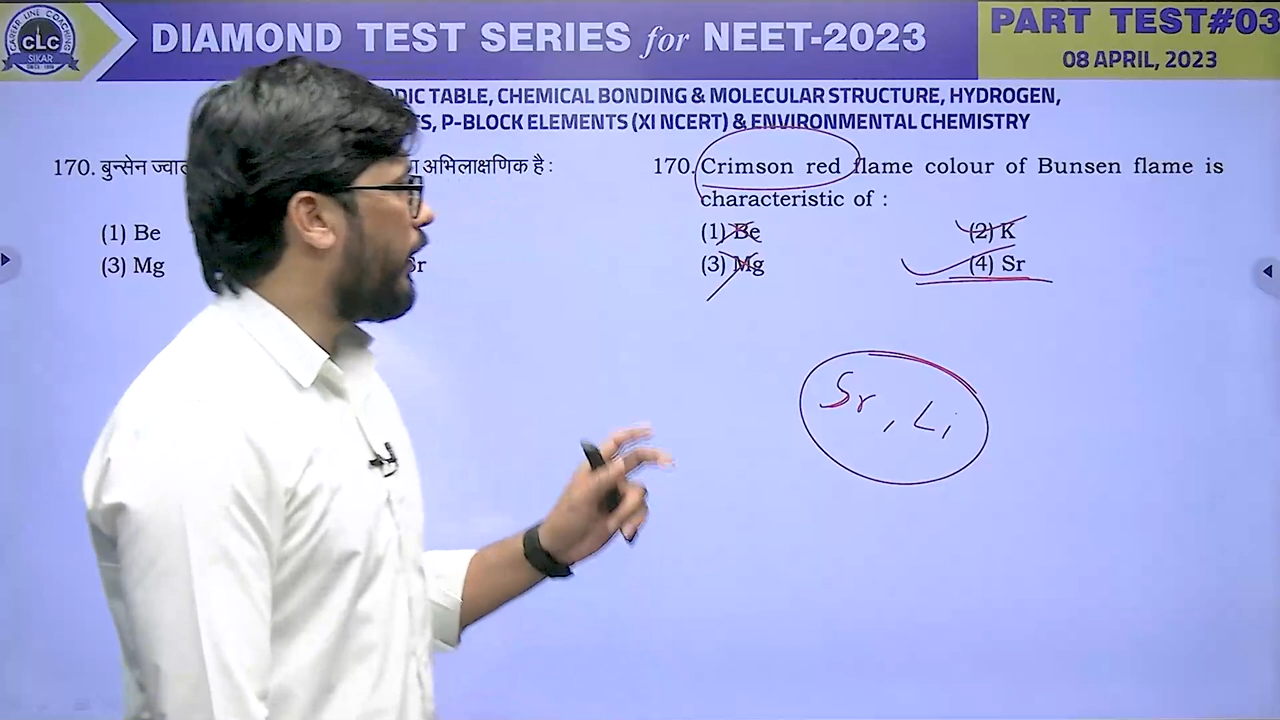 CAREER LINE COACHING
CLC
SIKAR
DIAMOND TEST SERIES for NEET-2023
PART TEST#03
08 APRIL, 2023
TABLE, CHEMICAL BONDING & MOLECULAR STRUCTURE, HYDROGEN,
P-BLOCK ELEMENTS (XI NCERT) & ENVIRONMENTAL CHEMISTRY
170. बुन्सेन अभिलाक्षणिक है :
(1) Be
(3) Mg
170. Crimson red flame colour of Bunsen flame is
characteristic of :
(1) Be (2) K
(3) Mg (4) Sr
Sr, Li